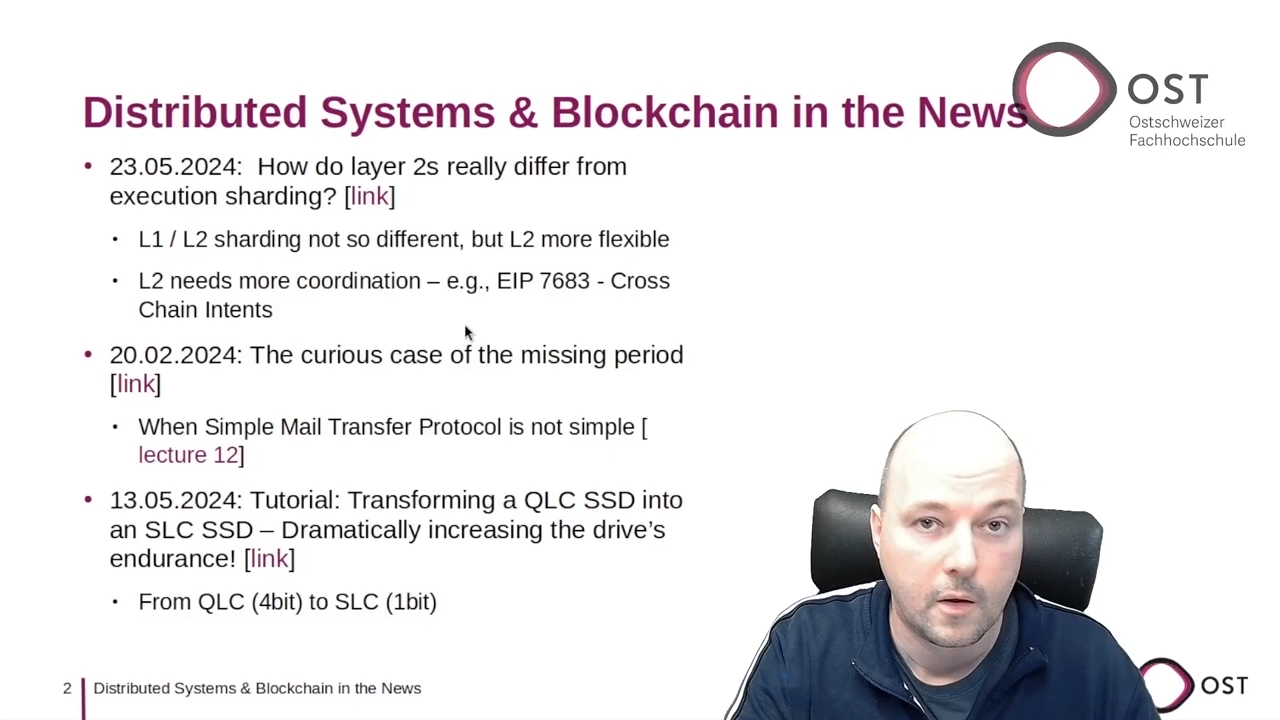 Distributed Systems & Blockchain in the News
OST
Ostschweizer
Fachhochschule
• 23.05.2024:  How do layer 2s really differ from
execution sharding? [link]
• L1 / L2 sharding not so different, but L2 more flexible
• L2 needs more coordination – e.g., EIP 7683 - Cross
Chain Intents
• 20.02.2024: The curious case of the missing period
[link]
• When Simple Mail Transfer Protocol is not simple [
lecture 12]
• 13.05.2024: Tutorial: Transforming a QLC SSD into
an SLC SSD – Dramatically increasing the drive’s
endurance! [link]
• From QLC (4bit) to SLC (1bit)
2 Distributed Systems & Blockchain in the News
OST